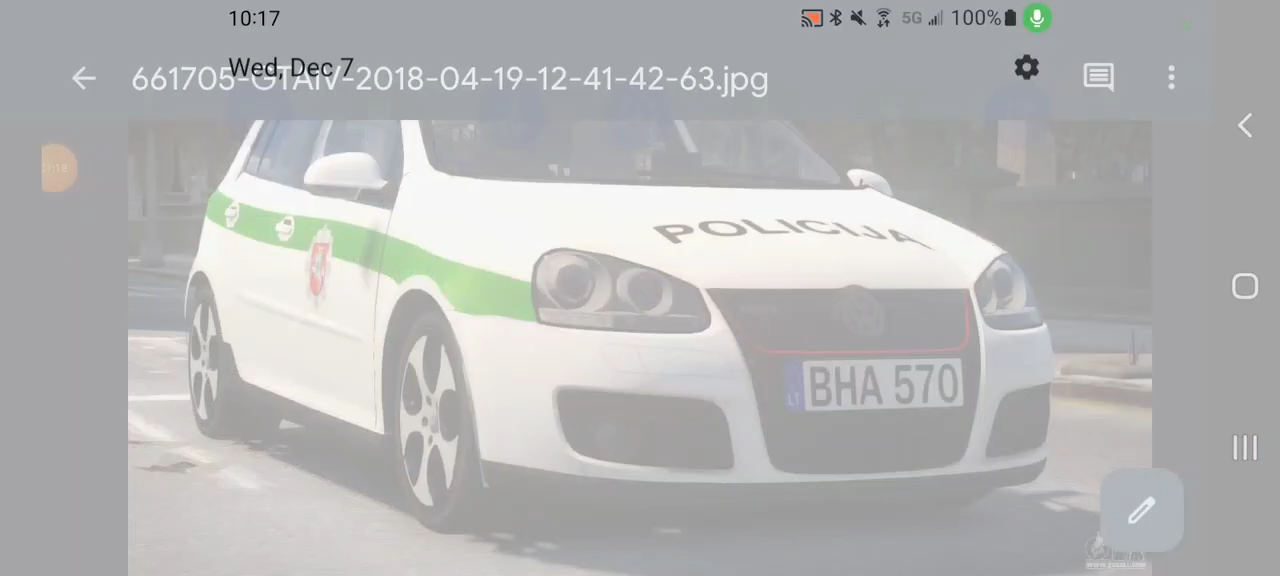 10:17
5G
100%
Wed, Dec 7
661705-GTAIV-2018-04-19-12-41-42-63.jpg
POLICIJA
LT
BHA 570